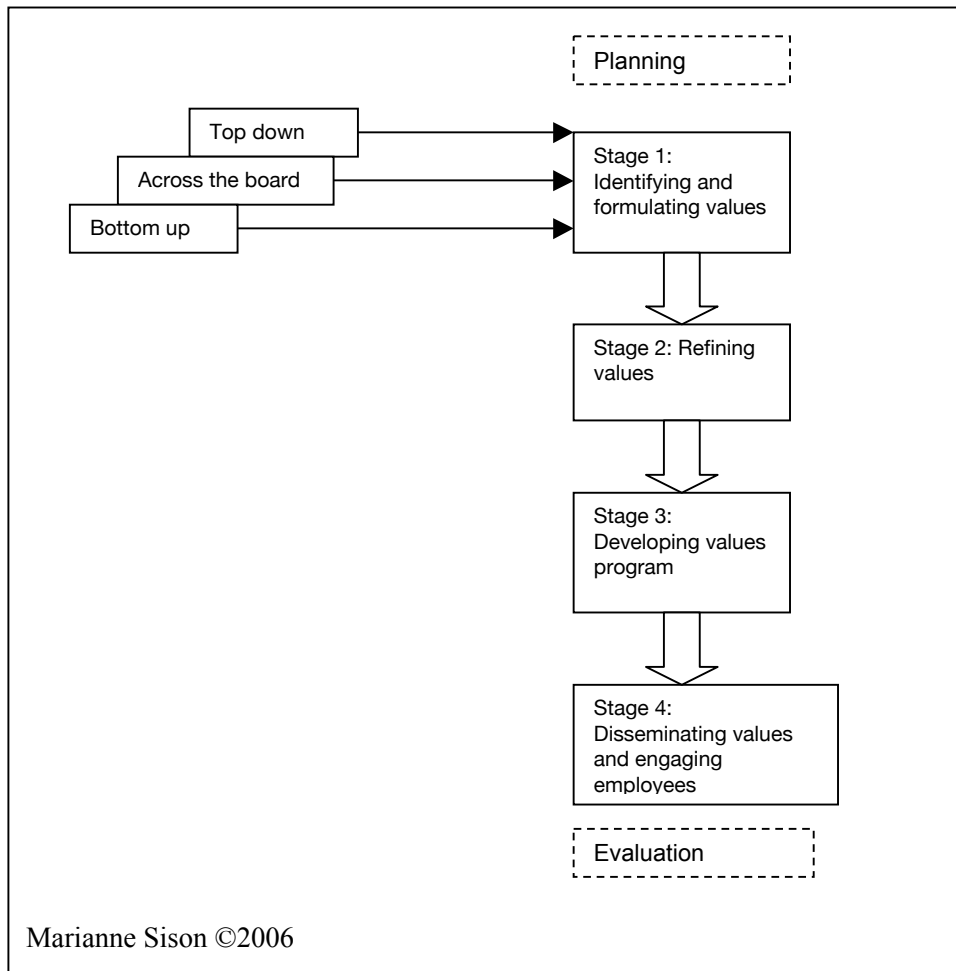 Planning
Top down
Across the board
Bottom up
Stage 1:
Identifying and
formulating values
Stage 2: Refining
values
Stage 3:
Developing values
program
Stage 4:
Disseminating values
and engaging
employees
Evaluation
Marianne Sison ©2006